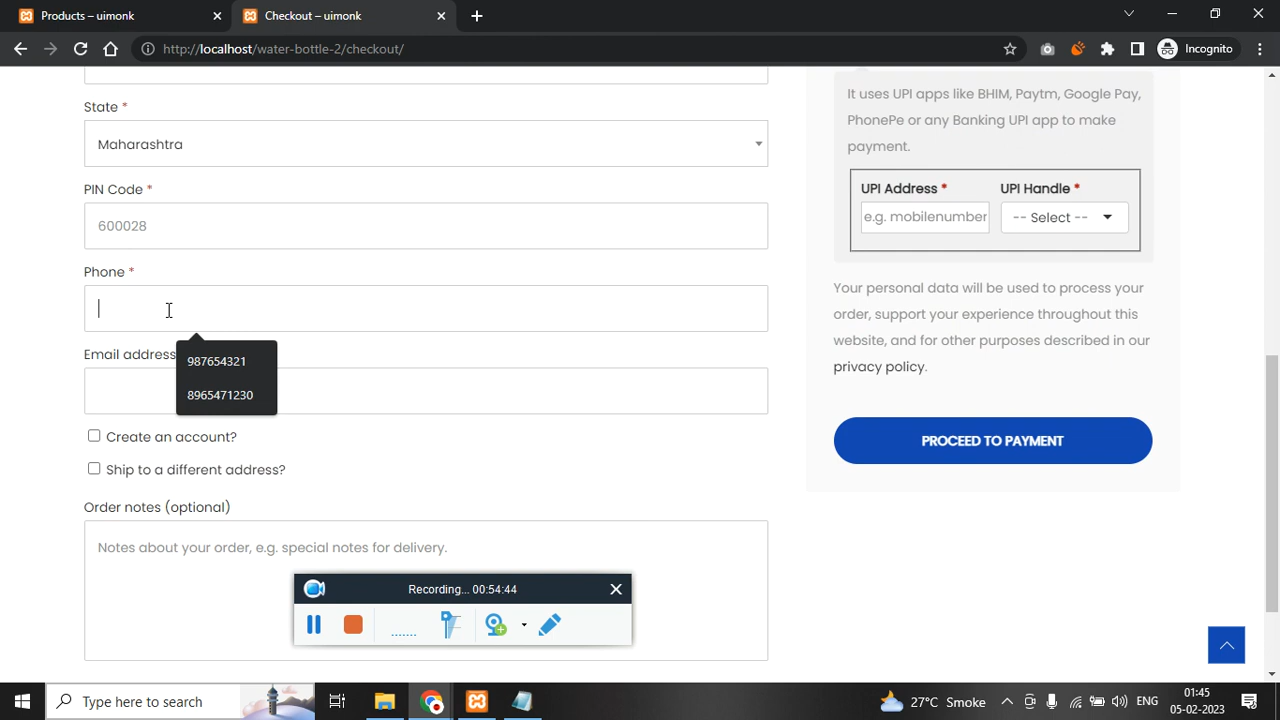 Products – uimonk
Checkout – uimonk
http://localhost/water-bottle-2/checkout/
Incognito
State *
Maharashtra
PIN Code *
600028
Phone *
987654321
8965471230
Email address
Create an account?
Ship to a different address?
Order notes (optional)
Notes about your order, e.g. special notes for delivery.
It uses UPI apps like BHIM, Paytm, Google Pay,
PhonePe or any Banking UPI app to make
payment.
UPI Address * UPI Handle *
e.g. mobilenumber -- Select --
Your personal data will be used to process your
order, support your experience throughout this
website, and for other purposes described in our
privacy policy.
PROCEED TO PAYMENT
Recording... 00:54:44
Type here to search
27°C Smoke
ENG
01:45
05-02-2023